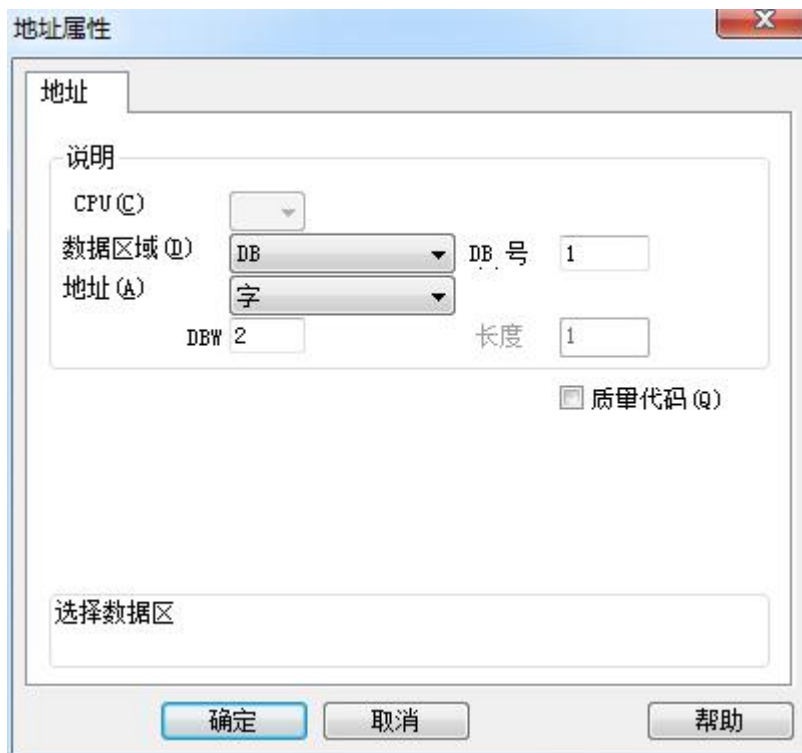 地址属性
地址
说明
CPU(C)
数据区域(D) DB DB 号 1
地址(A) 字
DBW 2 长度 1
质量代码(Q)
选择数据区
确定 取消 帮助